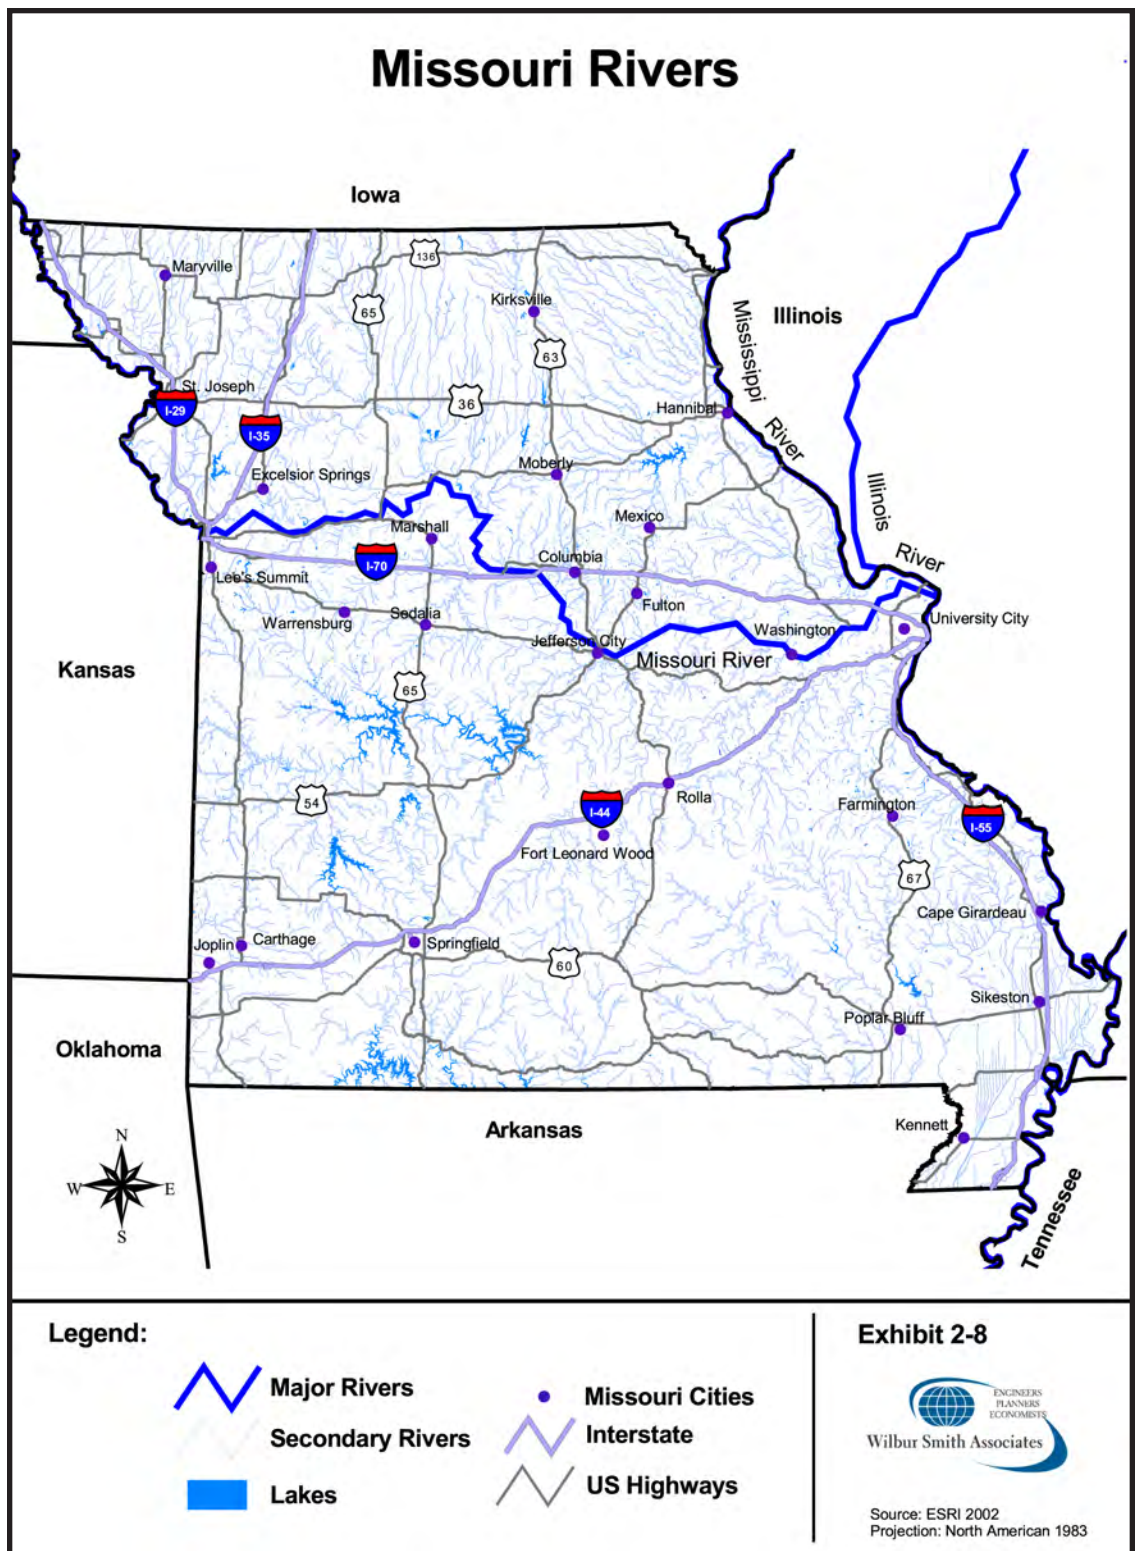 Missouri Rivers
Iowa
Maryville
136
65
Kirksville
63
Illinois
Mississippi
River
St. Joseph
I-29
36
I-35
Hannibal
Excelsior Springs
Moberly
Illinois
River
Marshall
Mexico
I-70
Columbia
Lee's Summit
Fulton
Warrensburg
Sedalia
University City
Jefferson City
Washington
Missouri River
Kansas
65
54
Rolla
I-44
Farmington
I-55
Fort Leonard Wood
67
Cape Girardeau
Joplin
Carthage
Springfield
60
Sikeston
Poplar Bluff
Oklahoma
Arkansas
Kennett
Tennessee
N
W
E
S
Legend:
Major Rivers
Secondary Rivers
Lakes
Missouri Cities
Interstate
US Highways
Exhibit 2-8
ENGINEERS
PLANNERS
ECONOMISTS
Wilbur Smith Associates
Source: ESRI 2002
Projection: North American 1983